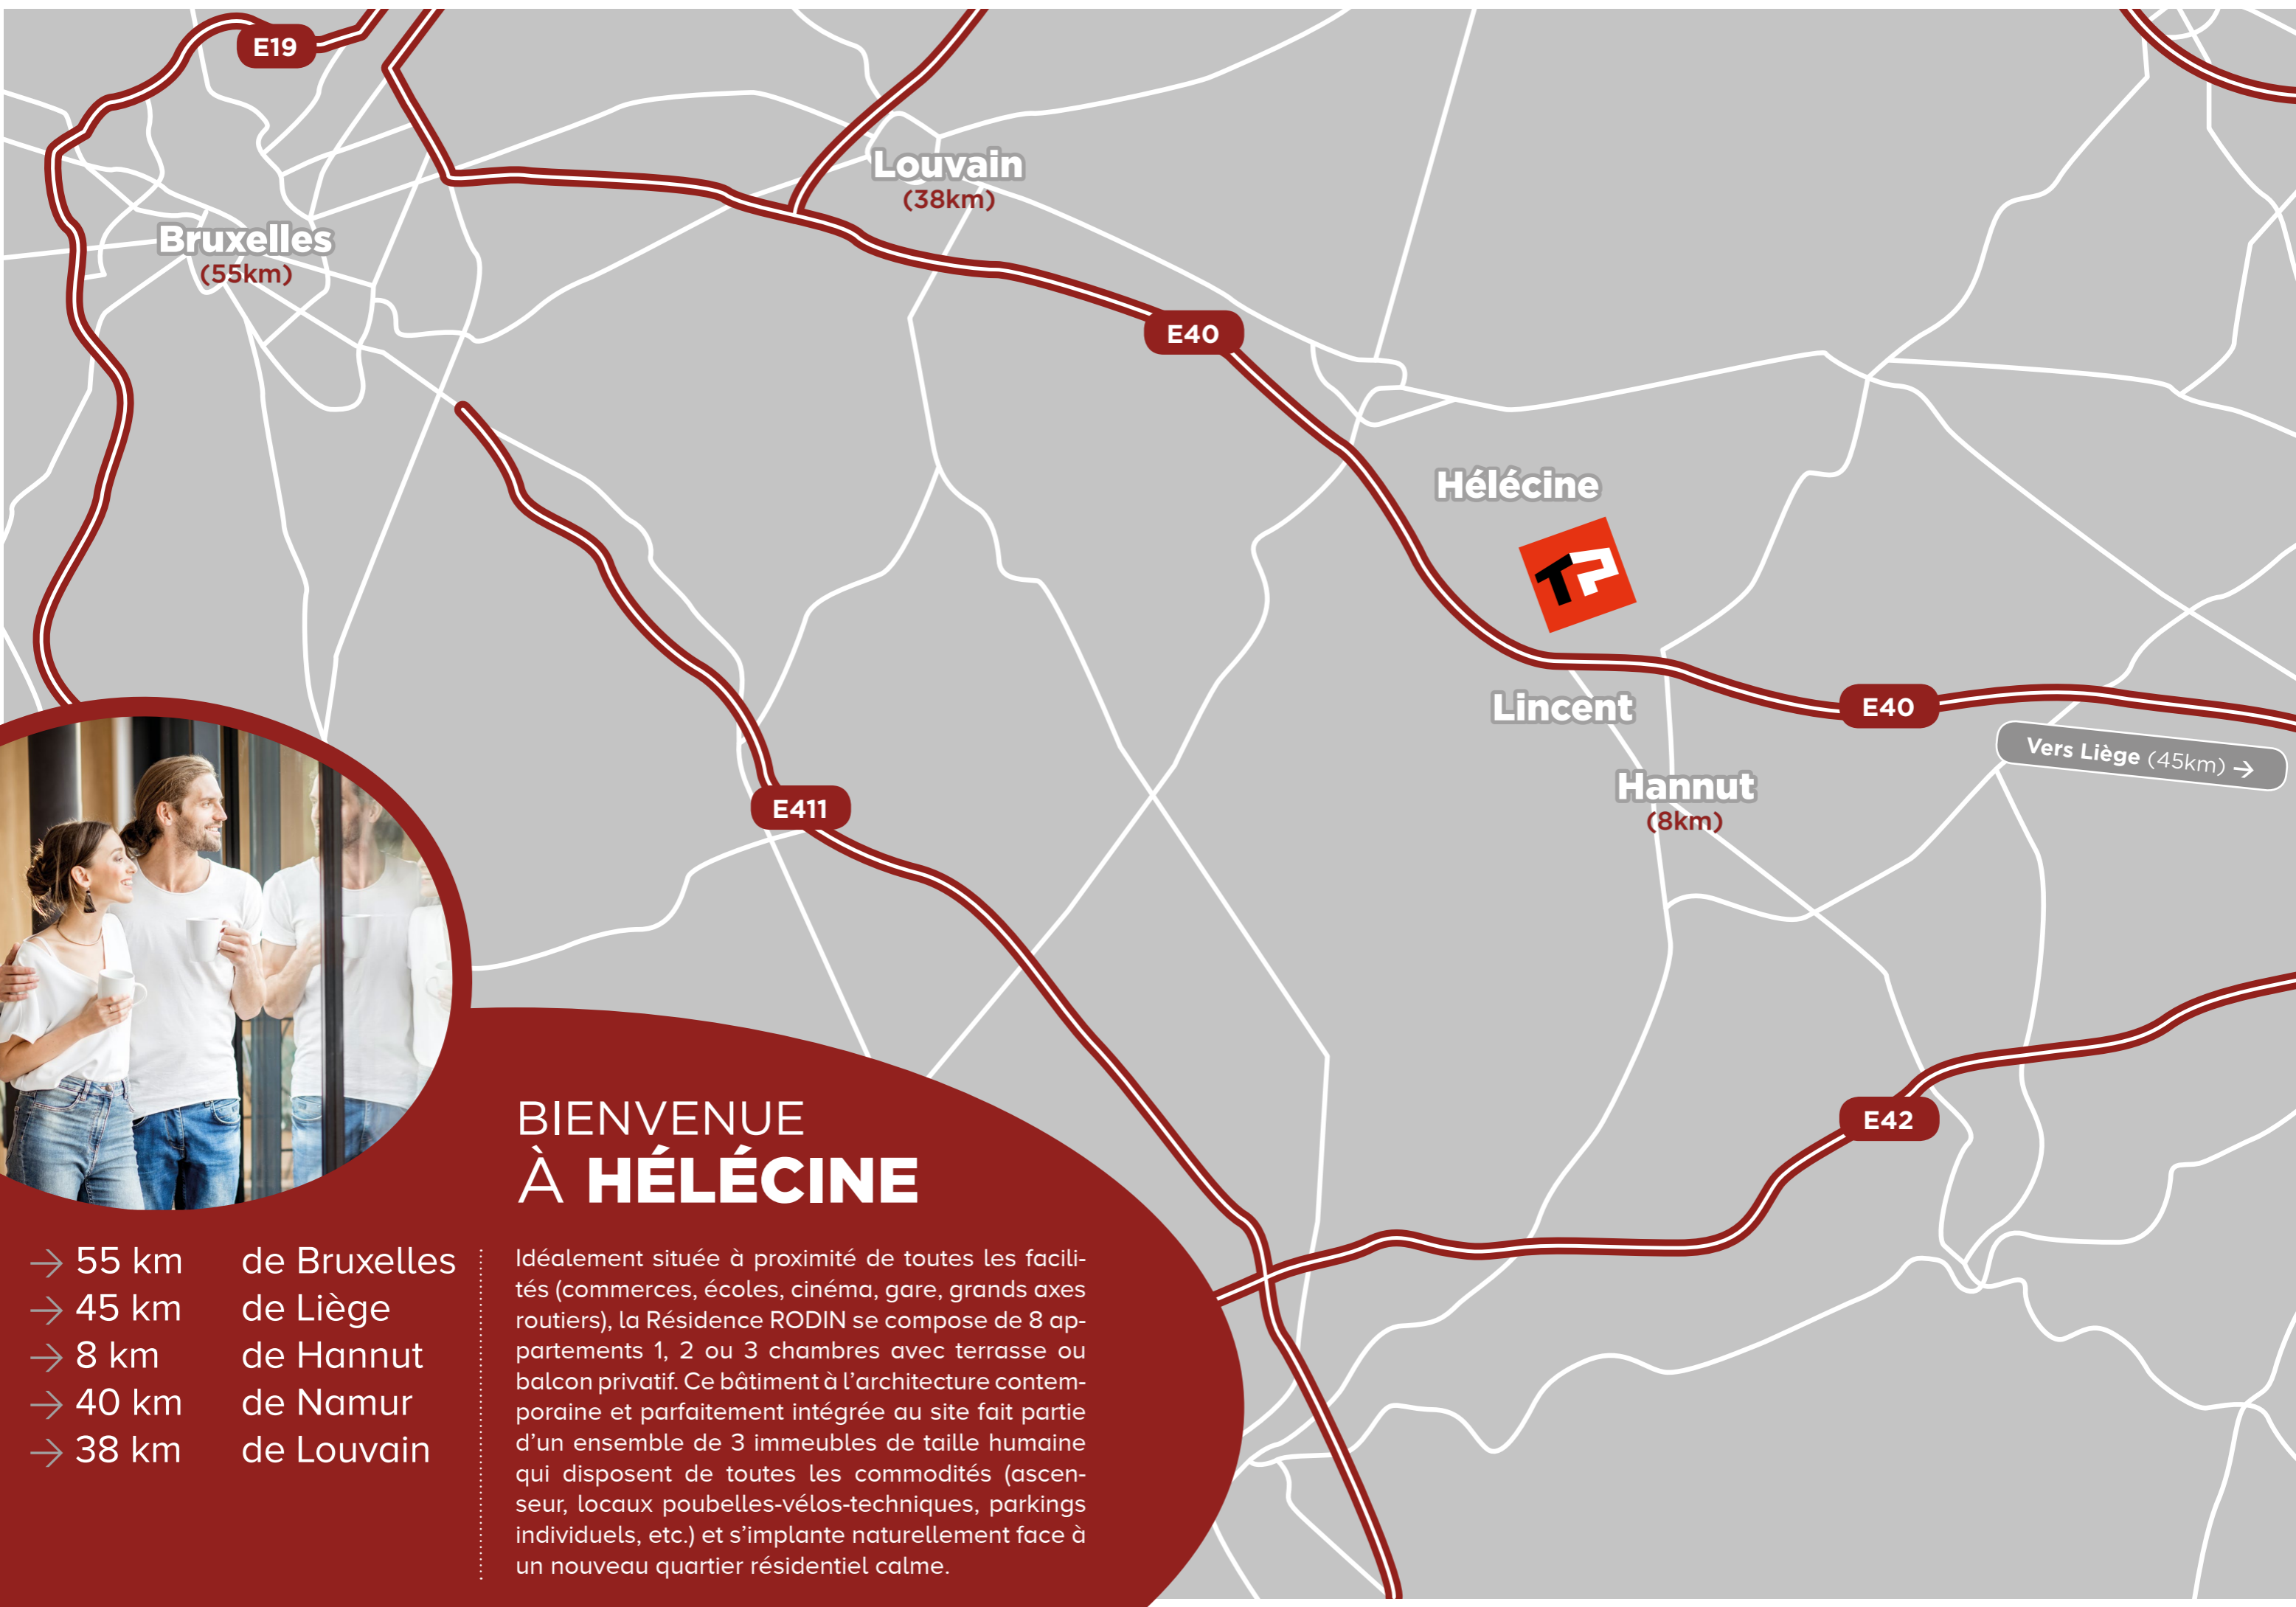 E19
Louvain
(38km)
Bruxelles
(55km)
E40
Hélécine
TP
Lincent
E40
Vers Liège (45km) →
Hannut
(8km)
E411
E42
BIENVENUE
À HÉLÉCINE
→ 55 km de Bruxelles
→ 45 km de Liège
→ 8 km de Hannut
→ 40 km de Namur
→ 38 km de Louvain
Idéalement située à proximité de toutes les facili-
tés (commerces, écoles, cinéma, gare, grands axes
routiers), la Résidence RODIN se compose de 8 ap-
partements 1, 2 ou 3 chambres avec terrasse ou
balcon privatif. Ce bâtiment à l’architecture contem-
poraine et parfaitement intégrée au site fait partie
d’un ensemble de 3 immeubles de taille humaine
qui disposent de toutes les commodités (ascen-
seur, locaux poubelles-vélos-techniques, parkings
individuels, etc.) et s’implante naturellement face à
un nouveau quartier résidentiel calme.